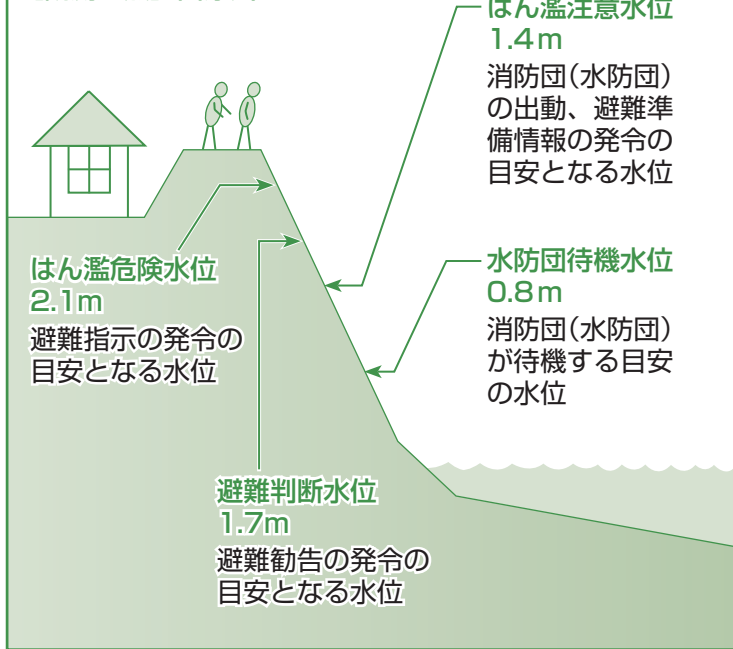 はん濫注意水位
1.4m
消防団(水防団)
の出動、避難準
備情報の発令の
目安となる水位
はん濫危険水位
2.1m
避難指示の発令の
目安となる水位
水防団待機水位
0.8m
消防団(水防団)
が待機する目安
の水位
避難判断水位
1.7m
避難勧告の発令の
目安となる水位